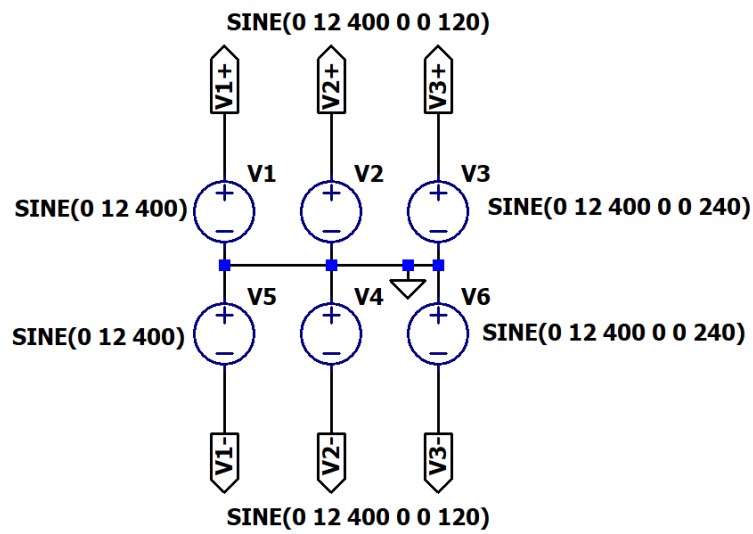 SINE(0 12 400 0 0 120)
V1+
V2+
V3+
V1
V2
V3
SINE(0 12 400)
SINE(0 12 400 0 0 240)
V5
V4
V6
SINE(0 12 400)
SINE(0 12 400 0 0 240)
V1-
V2-
V3-
SINE(0 12 400 0 0 120)